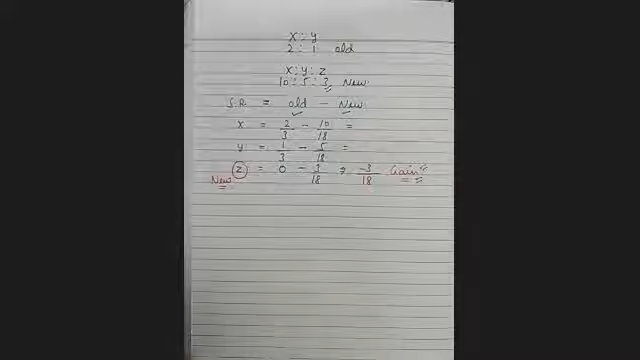 x : y
2 : 1 old
x : y : z
10 : 5 : 3 New
S.R = old - New
x = 2/3 - 10/18 =
y = 1/3 - 5/18 =
z = 0 - 3/18 = -3/18 Gain
New